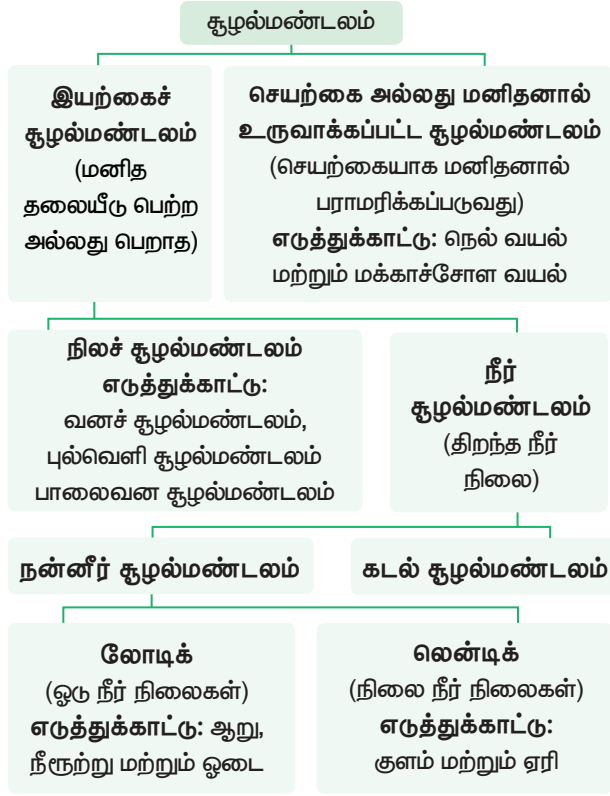 சூழல்மண்டலம்
இயற்கைச்
சூழல்மண்டலம்
(மனித
தலையீடு பெற்ற
அல்லது பெறாத)
செயற்கை அல்லது மனிதனால்
உருவாக்கப்பட்ட சூழல்மண்டலம்
(செயற்கையாக மனிதனால்
பராமரிக்கப்படுவது)
எடுத்துக்காட்டு: நெல் வயல்
மற்றும் மக்காச்சோள வயல்
நிலச் சூழல்மண்டலம்
எடுத்துக்காட்டு:
வனச் சூழல்மண்டலம்,
புல்வெளி சூழல்மண்டலம்
பாலைவன சூழல்மண்டலம்
நீர்
சூழல்மண்டலம்
(திறந்த நீர்
நிலை)
நன்னீர் சூழல்மண்டலம்
கடல் சூழல்மண்டலம்
லோடிக்
(ஓடு நீர் நிலைகள்)
எடுத்துக்காட்டு: ஆறு,
நீரூற்று மற்றும் ஓடை
லென்டிக்
(நிலை நீர் நிலைகள்)
எடுத்துக்காட்டு:
குளம் மற்றும் ஏரி